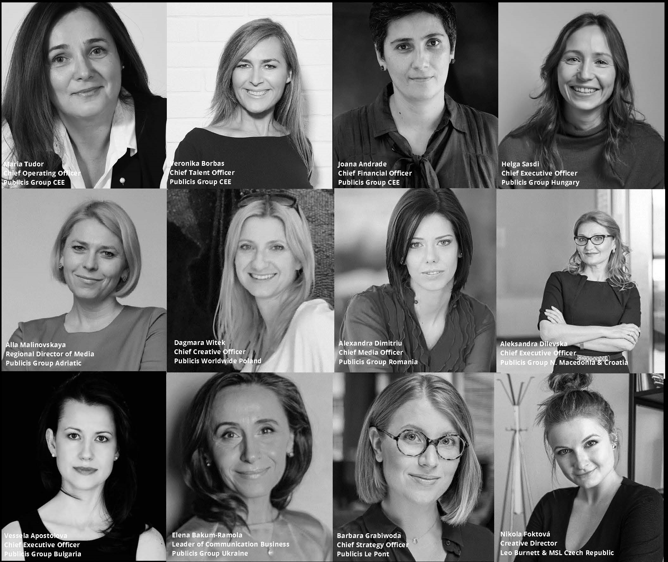 Maria Tudor
Chief Operating Officer
Publicis Group CEE
Veronika Borbas
Chief Talent Officer
Publicis Group CEE
Joana Andrade
Chief Financial Officer
Publicis Group CEE
Helga Sasdi
Chief Executive Officer
Publicis Group Hungary
Alla Malinovskaya
Regional Director of Media
Publicis Group Adriatic
Dagmara Witek
Chief Creative Officer
Publicis Worldwide Poland
Alexandra Dimitriu
Chief Media Officer
Publicis Group Romania
Aleksandra Dilevska
Chief Executive Officer
Publicis Group N. Macedonia & Croatia
Vessela Apostolova
Chief Executive Officer
Publicis Group Bulgaria
Elena Bakum-Ramola
Leader of Communication Business
Publicis Group Ukraine
Barbara Grabiwoda
Chief Strategy Officer
Publicis Le Pont
Nikola Foktová
Creative Director
Leo Burnett & MSL Czech Republic